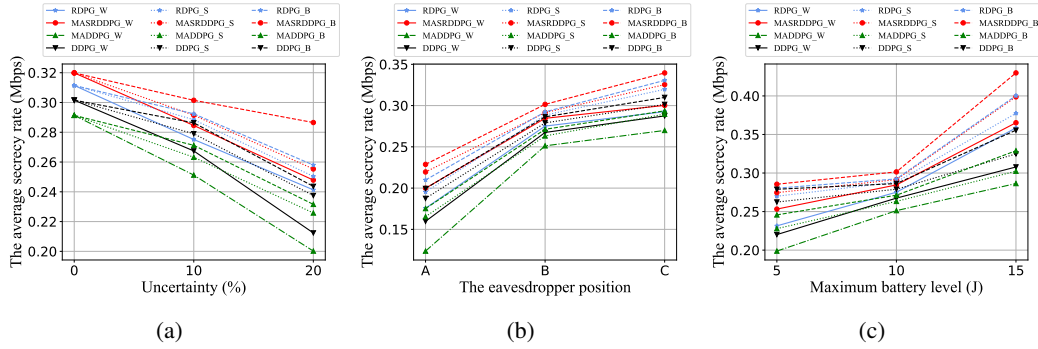 RDPG_W RDPG_S RDPG_B
MASRDDPG_W MASRDDPG_S MASRDDPG_B
MADDPG_W MADDPG_S MADDPG_B
DDPG_W DDPG_S DDPG_B
The average secrecy rate (Mbps)
0.32
0.30
0.28
0.26
0.24
0.22
0.20
0 10 20
Uncertainty (%)
(a)
RDPG_W RDPG_S RDPG_B
MASRDDPG_W MASRDDPG_S MASRDDPG_B
MADDPG_W MADDPG_S MADDPG_B
DDPG_W DDPG_S DDPG_B
The average secrecy rate (Mbps)
0.35
0.30
0.25
0.20
0.15
A B C
The eavesdropper position
(b)
RDPG_W RDPG_S RDPG_B
MASRDDPG_W MASRDDPG_S MASRDDPG_B
MADDPG_W MADDPG_S MADDPG_B
DDPG_W DDPG_S DDPG_B
The average secrecy rate (Mbps)
0.40
0.35
0.30
0.25
0.20
5 10 15
Maximum battery level (J)
(c)